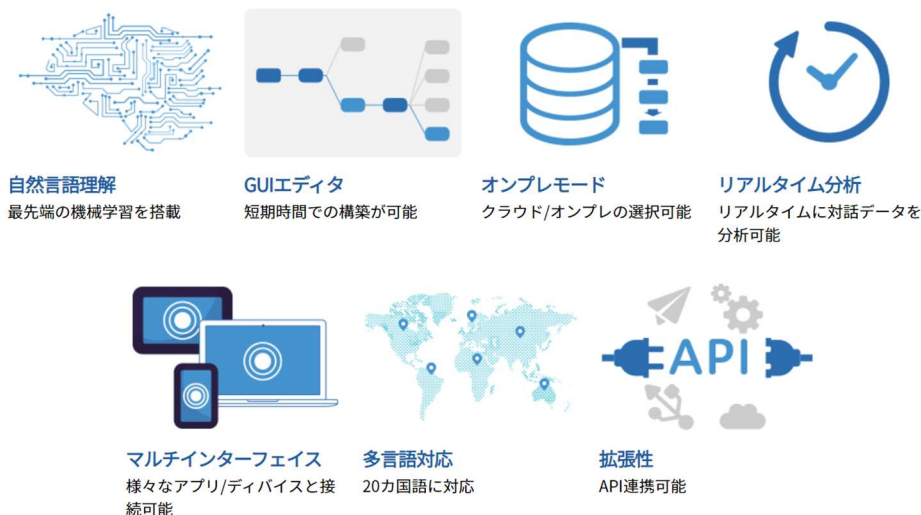 自然言語理解
最先端の機械学習を搭載
GUIエディタ
短期時間での構築が可能
オンプレモード
クラウド/オンプレの選択可能
リアルタイム分析
リアルタイムに対話データを
分析可能
API
マルチインターフェイス
様々なアプリ/ディバイスと接
続可能
多言語対応
20カ国語に対応
拡張性
API連携可能